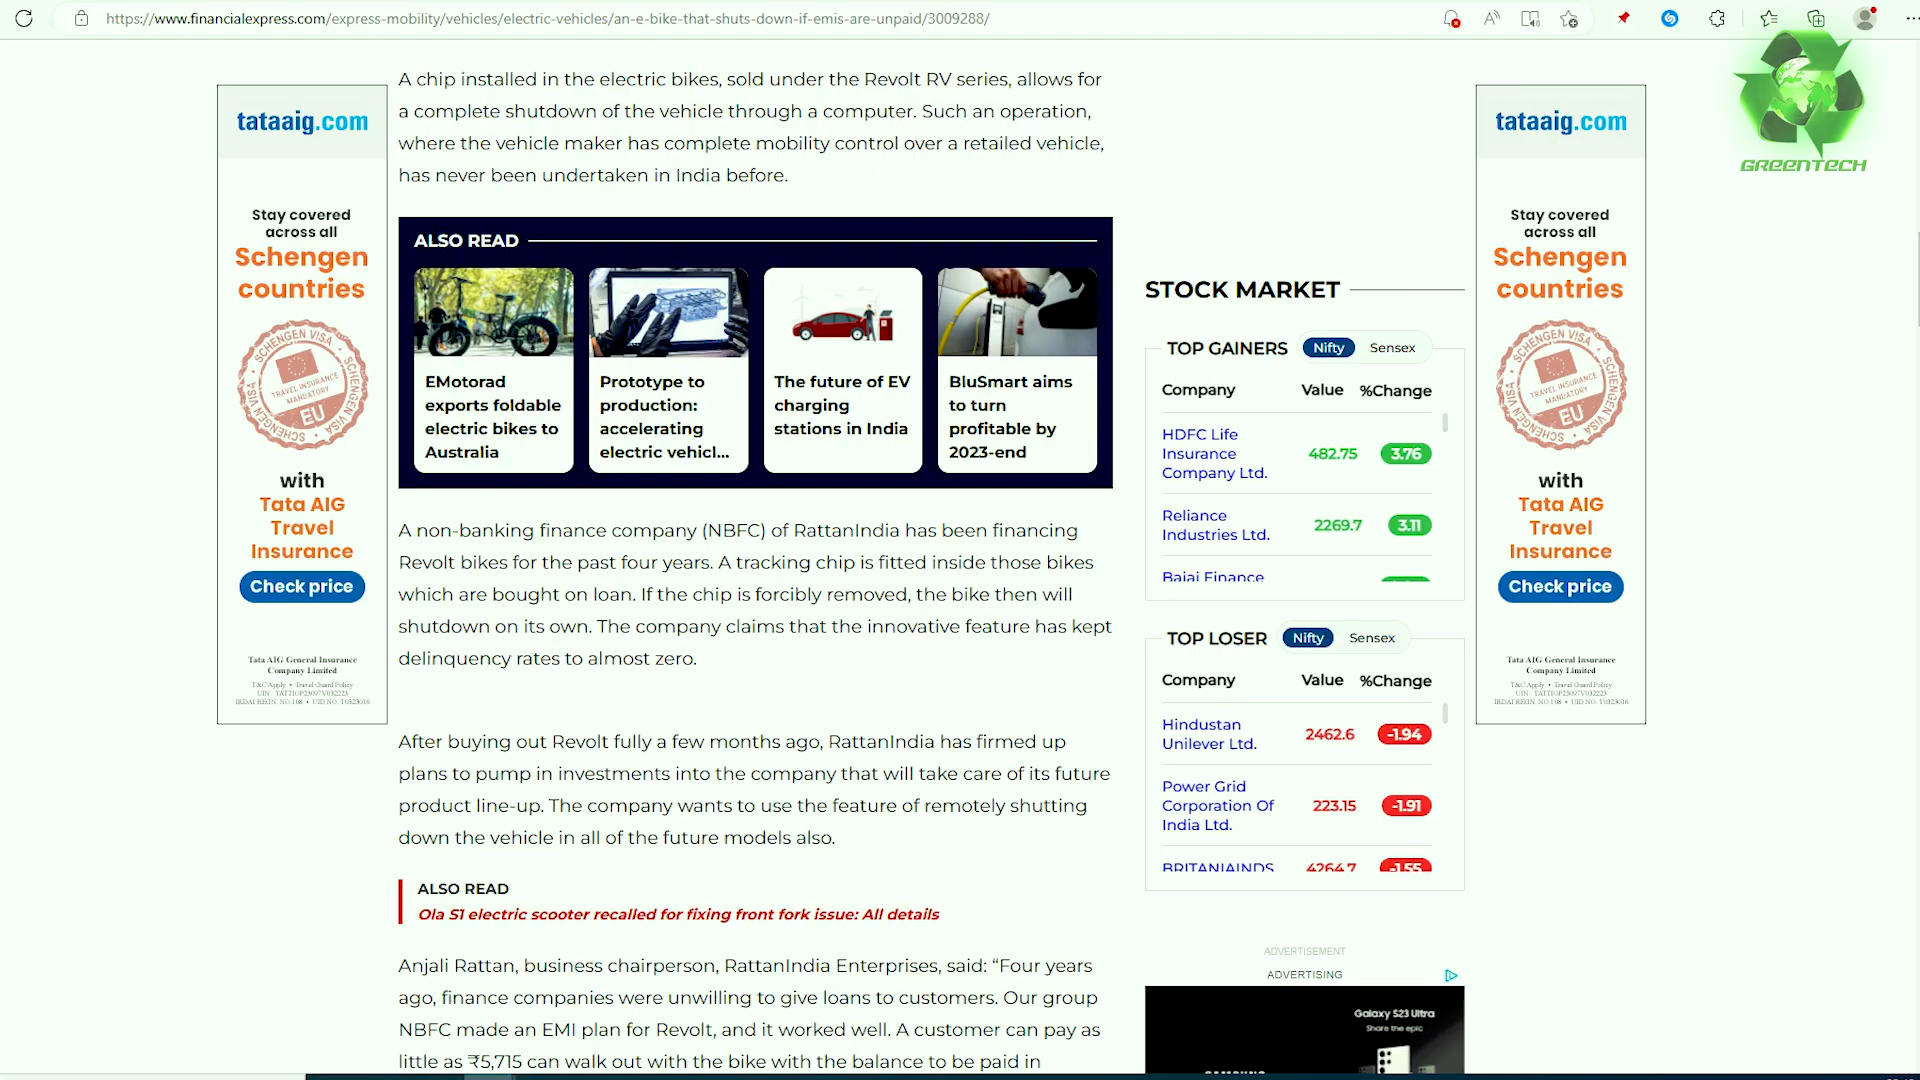 https://www.financialexpress.com/express-mobility/vehicles/electric-vehicles/an-e-bike-that-shuts-down-if-emis-are-unpaid/3009288/
GREENTECH
A chip installed in the electric bikes, sold under the Revolt RV series, allows for
a complete shutdown of the vehicle through a computer. Such an operation,
where the vehicle maker has complete mobility control over a retailed vehicle,
has never been undertaken in India before.
ALSO READ
EMotorad
exports foldable
electric bikes to
Australia
Prototype to
production:
accelerating
electric vehicl...
The future of EV
charging
stations in India
BluSmart aims
to turn
profitable by
2023-end
A non-banking finance company (NBFC) of RattanIndia has been financing
Revolt bikes for the past four years. A tracking chip is fitted inside those bikes
which are bought on loan. If the chip is forcibly removed, the bike then will
shutdown on its own. The company claims that the innovative feature has kept
delinquency rates to almost zero.
After buying out Revolt fully a few months ago, RattanIndia has firmed up
plans to pump in investments into the company that will take care of its future
product line-up. The company wants to use the feature of remotely shutting
down the vehicle in all of the future models also.
ALSO READ
Ola S1 electric scooter recalled for fixing front fork issue: All details
Anjali Rattan, business chairperson, RattanIndia Enterprises, said: “Four years
ago, finance companies were unwilling to give loans to customers. Our group
NBFC made an EMI plan for Revolt, and it worked well. A customer can pay as
little as ₹5,715 can walk out with the bike with the balance to be paid in
tataaig.com
Stay covered
across all
Schengen
countries
SCHENGEN VISA
TRAVEL INSURANCE
MANDATORY
EU
with
Tata AIG
Travel
Insurance
Check price
Tata AIG General Insurance
Company Limited
T&C Apply • Travel Guard Policy
UIN TATTIOP23097V032223
IRDAI REGN. NO:108 • UID NO: T0323016
STOCK MARKET
TOP GAINERS Nifty Sensex
Company Value %Change
HDFC Life
Insurance 482.75 3.76
Company Ltd.
Reliance
Industries Ltd. 2269.7 3.11
Bajaj Finance
TOP LOSER Nifty Sensex
Company Value %Change
Hindustan
Unilever Ltd. 2462.6 -1.94
Power Grid
Corporation Of 223.15 -1.91
India Ltd.
BRITANIAINDS 4264.7 -1.55
ADVERTISEMENT
ADVERTISING
Galaxy S23 Ultra
Share the epic
SAMSUNG
tataaig.com
Stay covered
across all
Schengen
countries
SCHENGEN VISA
TRAVEL INSURANCE
MANDATORY
EU
with
Tata AIG
Travel
Insurance
Check price
Tata AIG General Insurance
Company Limited
T&C Apply • Travel Guard Policy
UIN TATTIOP23097V032223
IRDAI REGN. NO:108 • UID NO: T0323016